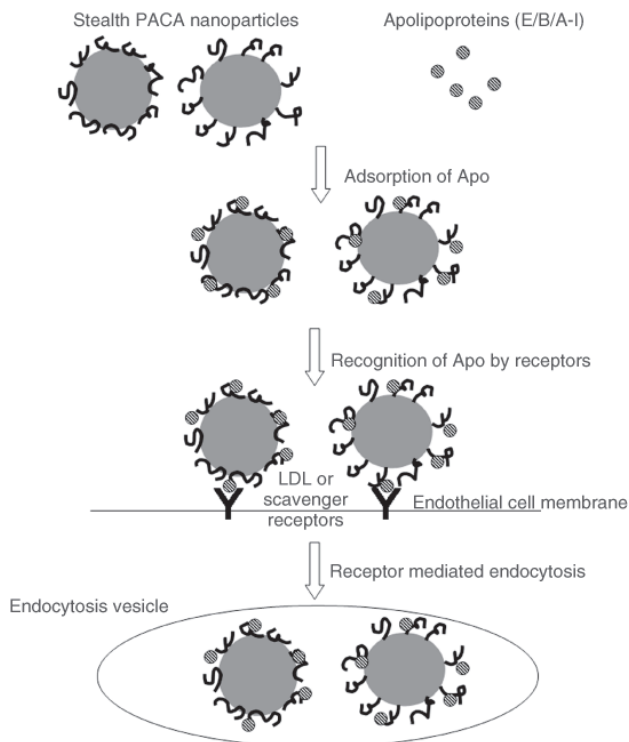 Stealth PACA nanoparticles
Apolipoproteins (E/B/A-I)
Adsorption of Apo
Recognition of Apo by receptors
LDL or
scavenger
receptors
Endothelial cell membrane
Receptor mediated endocytosis
Endocytosis vesicle